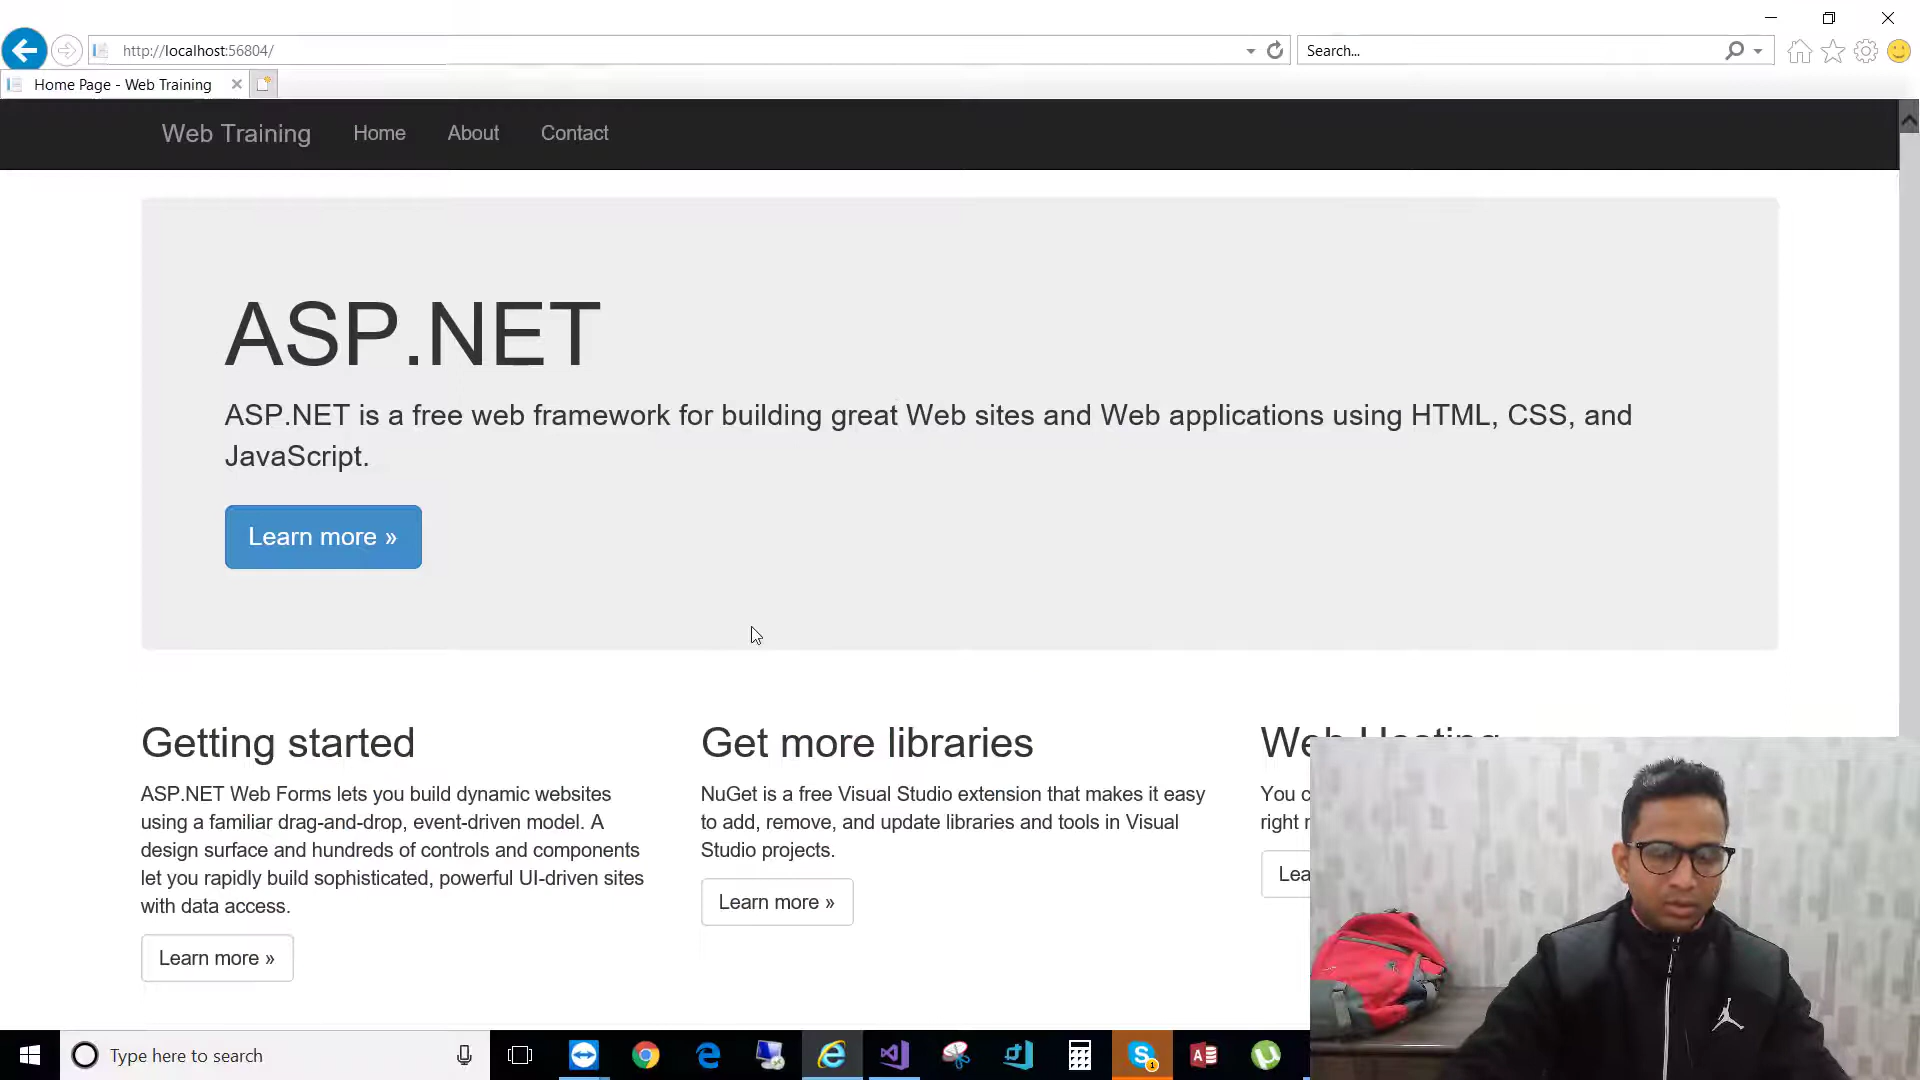 http://localhost:56804/
Search...
Home Page - Web Training
Web Training Home About Contact
ASP.NET
ASP.NET is a free web framework for building great Web sites and Web applications using HTML, CSS, and
JavaScript.
Learn more »
Getting started
ASP.NET Web Forms lets you build dynamic websites
using a familiar drag-and-drop, event-driven model. A
design surface and hundreds of controls and components
let you rapidly build sophisticated, powerful UI-driven sites
with data access.
Learn more »
Get more libraries
NuGet is a free Visual Studio extension that makes it easy
to add, remove, and update libraries and tools in Visual
Studio projects.
Learn more »
Web Hosting
You c
right
Lea
Type here to search